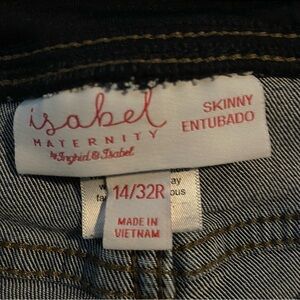 isabel
MATERNITY
by Ingrid & Isabel
SKINNY
ENTUBADO
14/32R
MADE IN
VIETNAM